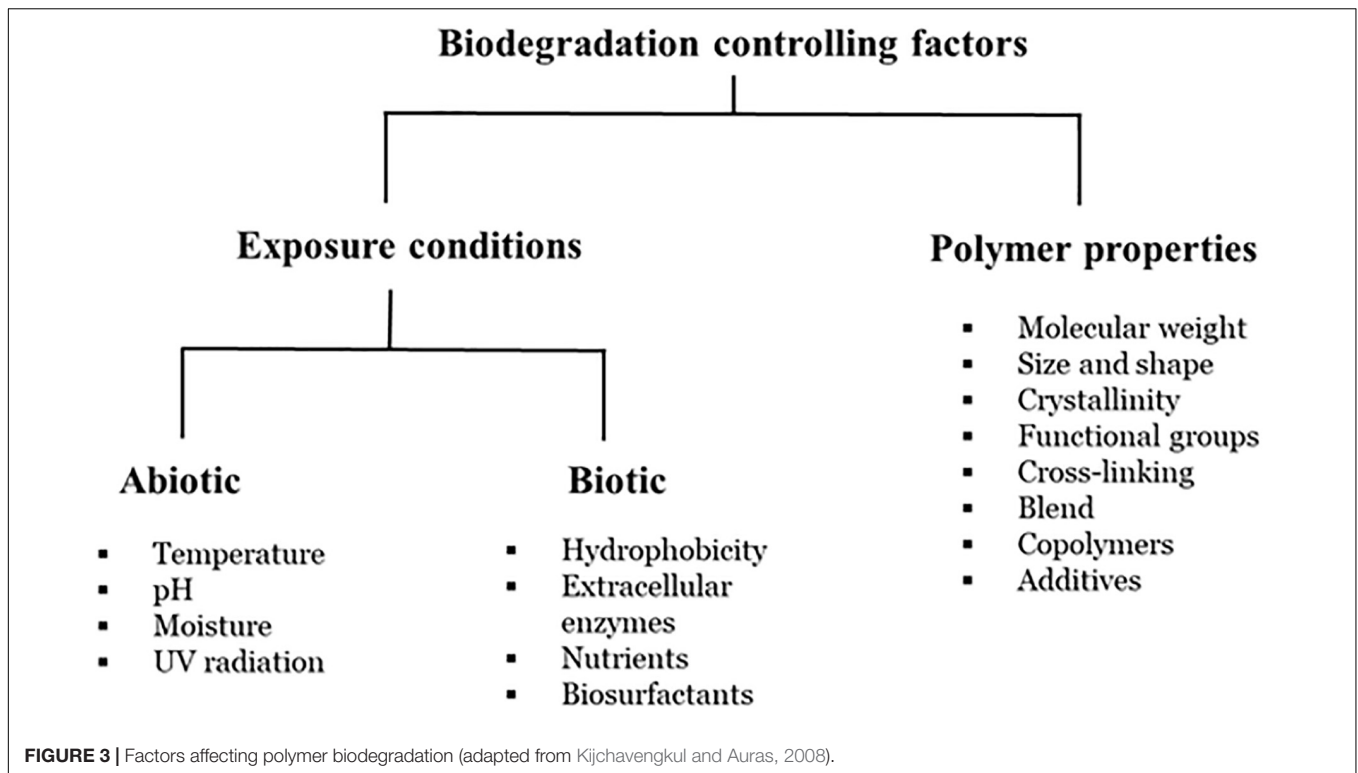 Biodegradation controlling factors
Exposure conditions
Abiotic
▪ Temperature
▪ pH
▪ Moisture
▪ UV radiation
Biotic
▪ Hydrophobicity
▪ Extracellular
enzymes
▪ Nutrients
▪ Biosurfactants
Polymer properties
▪ Molecular weight
▪ Size and shape
▪ Crystallinity
▪ Functional groups
▪ Cross-linking
▪ Blend
▪ Copolymers
▪ Additives
FIGURE 3 | Factors affecting polymer biodegradation (adapted from Kijchavengkul and Auras, 2008).